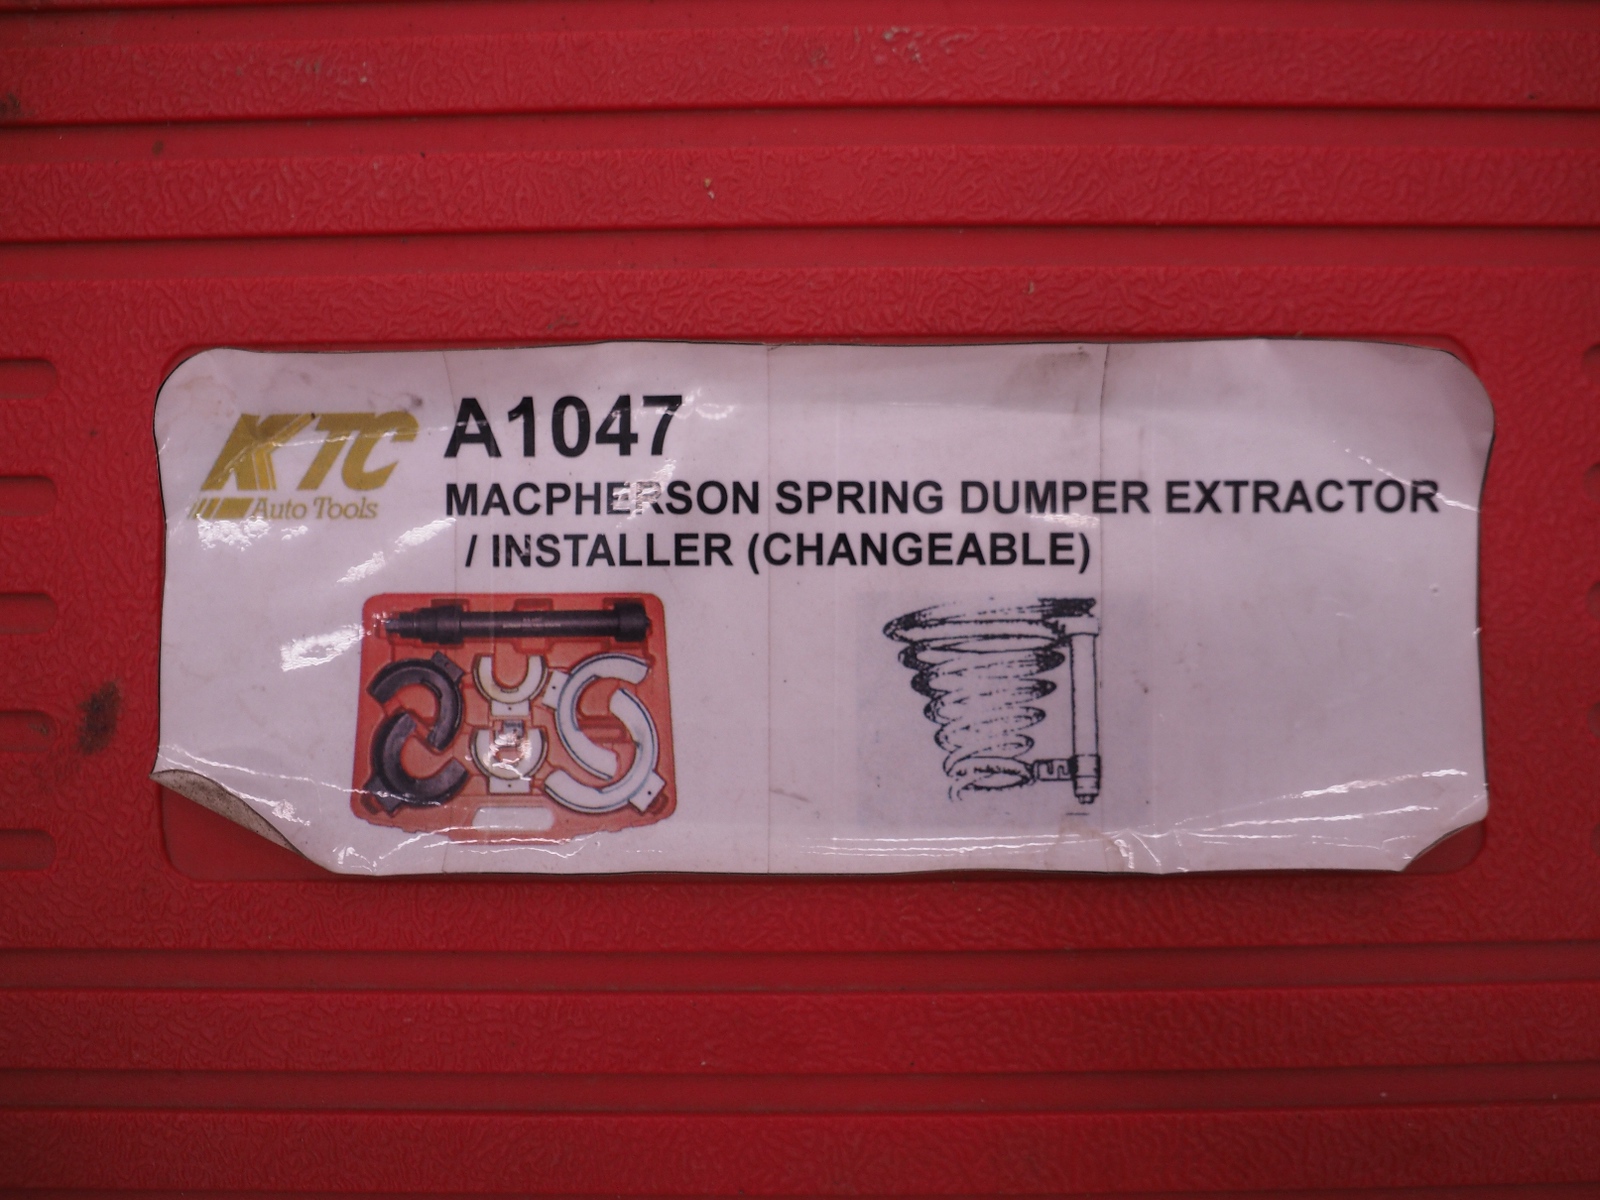 KTC
Auto Tools
A1047
MACPHERSON SPRING DUMPER EXTRACTOR
/ INSTALLER (CHANGEABLE)